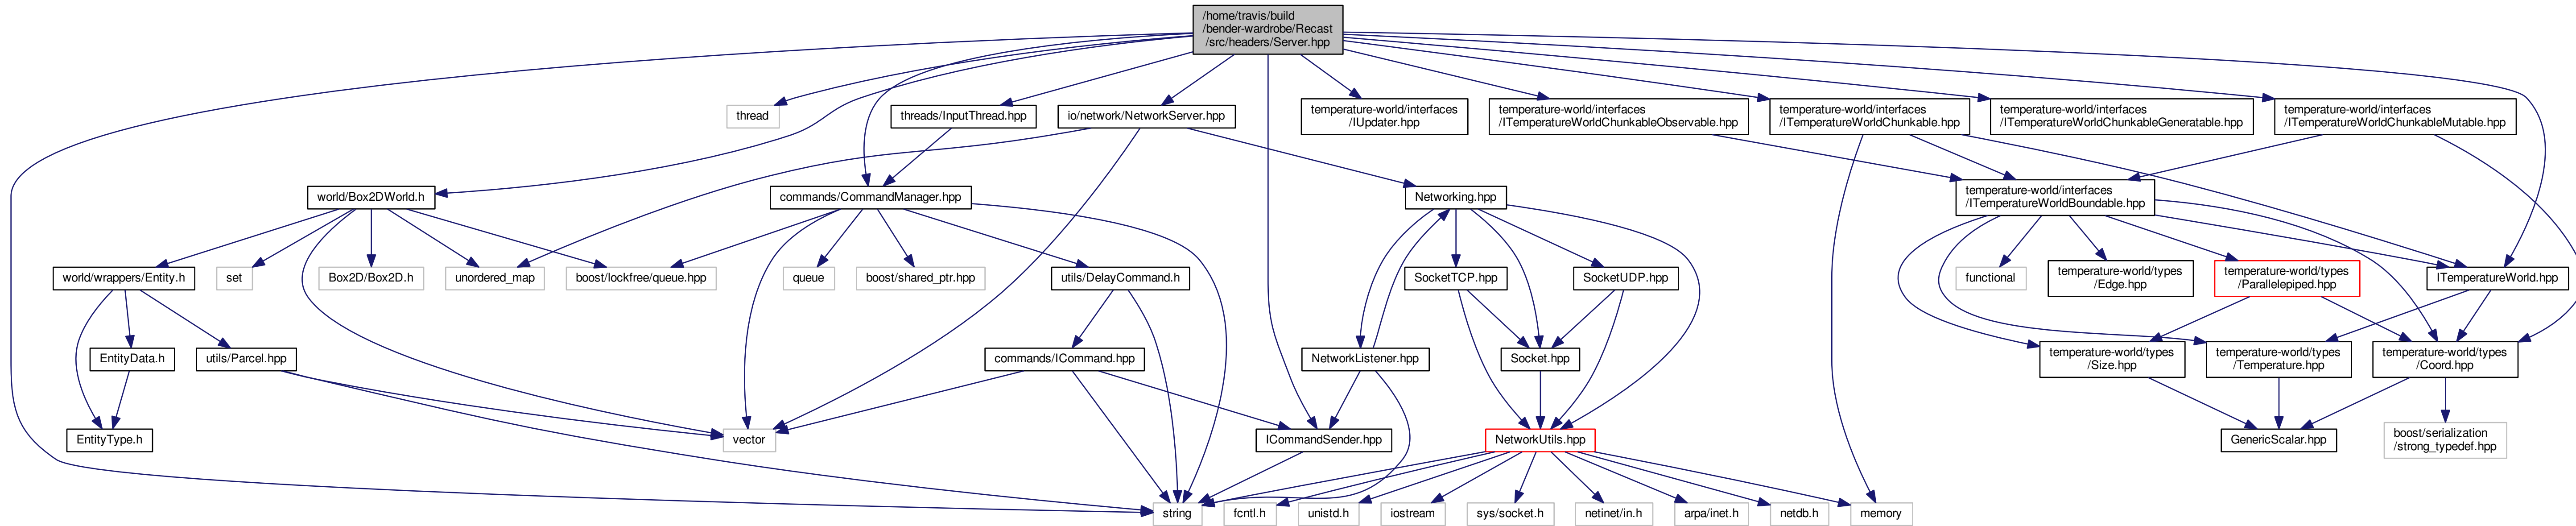 /home/travis/build
/bender-wardrobe/Recast
/src/headers/Server.hpp
thread
threads/InputThread.hpp
io/network/NetworkServer.hpp
temperature-world/interfaces
/IUpdater.hpp
temperature-world/interfaces
/ITemperatureWorldChunkableObservable.hpp
temperature-world/interfaces
/ITemperatureWorldChunkable.hpp
temperature-world/interfaces
/ITemperatureWorldChunkableGeneratable.hpp
temperature-world/interfaces
/ITemperatureWorldChunkableMutable.hpp
world/Box2DWorld.h
commands/CommandManager.hpp
Networking.hpp
temperature-world/interfaces
/ITemperatureWorldBoundable.hpp
world/wrappers/Entity.h
set
Box2D/Box2D.h
unordered_map
boost/lockfree/queue.hpp
queue
boost/shared_ptr.hpp
utils/DelayCommand.h
SocketTCP.hpp
SocketUDP.hpp
functional
temperature-world/types
/Edge.hpp
temperature-world/types
/Parallelepiped.hpp
ITemperatureWorld.hpp
EntityData.h
utils/Parcel.hpp
commands/ICommand.hpp
NetworkListener.hpp
Socket.hpp
temperature-world/types
/Size.hpp
temperature-world/types
/Temperature.hpp
temperature-world/types
/Coord.hpp
EntityType.h
vector
ICommandSender.hpp
NetworkUtils.hpp
GenericScalar.hpp
boost/serialization
/strong_typedef.hpp
string
fcntl.h
unistd.h
iostream
sys/socket.h
netinet/in.h
arpa/inet.h
netdb.h
memory